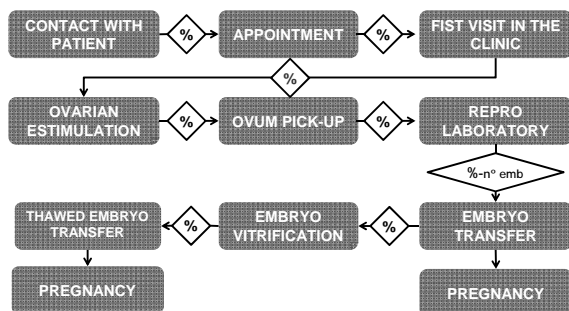 CONTACT WITH
PATIENT
%
APPOINTMENT
%
FIST VISIT IN THE
CLINIC
%
OVARIAN
ESTIMULATION
%
OVUM PICK-UP
%
REPRO
LABORATORY
%-nº emb
THAWED EMBRYO
TRANSFER
%
EMBRYO
VITRIFICATION
%
EMBRYO
TRANSFER
PREGNANCY
PREGNANCY